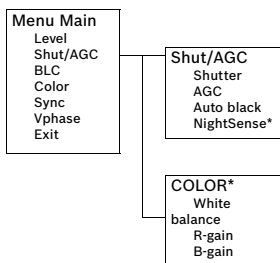 Menu Main
Level
Shut/AGC
BLC
Color
Sync
Vphase
Exit
Shut/AGC
Shutter
AGC
Auto black
NightSense*
COLOR*
White
balance
R-gain
B-gain